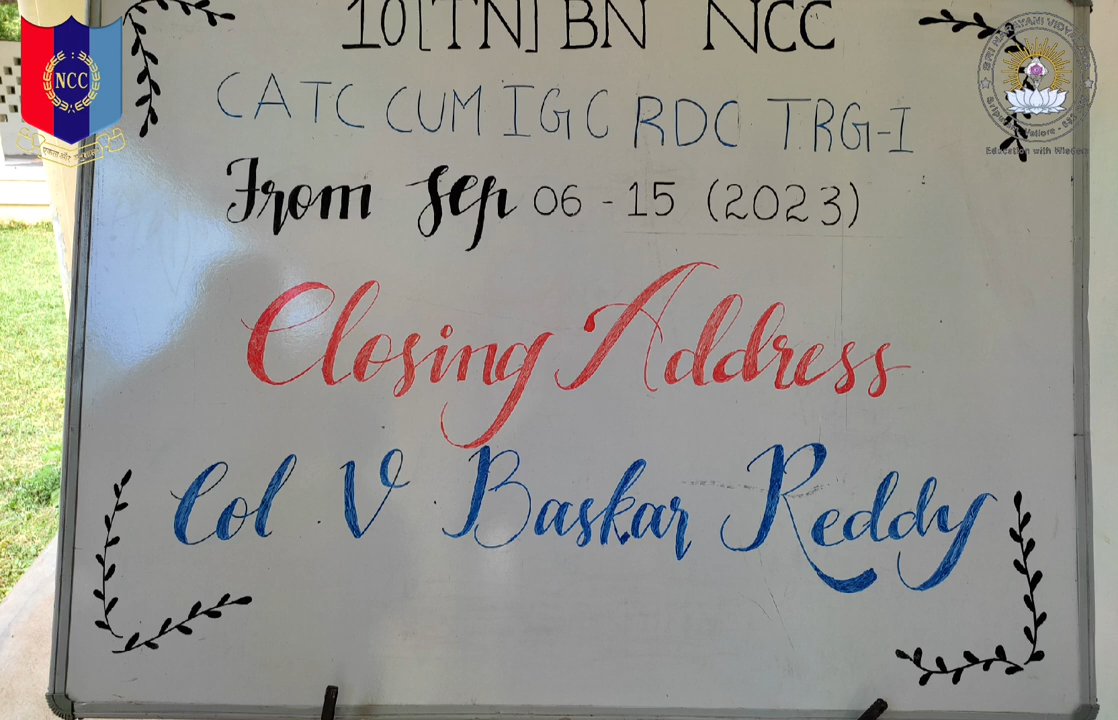 10[TN] BN NCC
CATC CUM IGC RDC TRG-I
From Sep 06 - 15 (2023)
Closing Address
Col V Baskar Reddy
NCC
Education with Wisdom